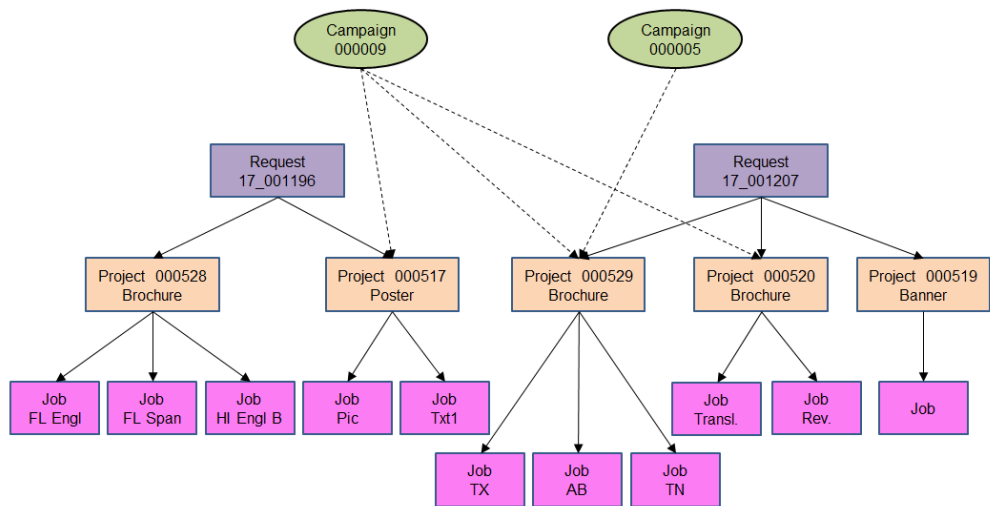 Campaign
000009
Campaign
000005
Request
17_001196
Request
17_001207
Project 000528
Brochure
Project 000517
Poster
Project 000529
Brochure
Project 000520
Brochure
Project 000519
Banner
Job
FL Engl
Job
FL Span
Job
HI Engl B
Job
Pic
Job
Txt1
Job
Transl.
Job
Rev.
Job
Job
TX
Job
AB
Job
TN